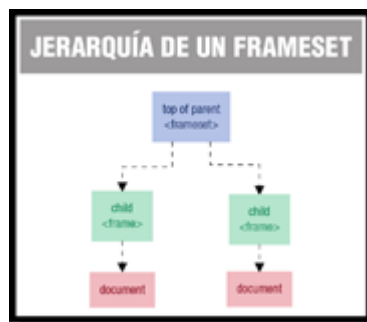 JERARQUÍA DE UN FRAMESET
top of parent
<frameset>
child
<frame>
child
<frame>
document
document